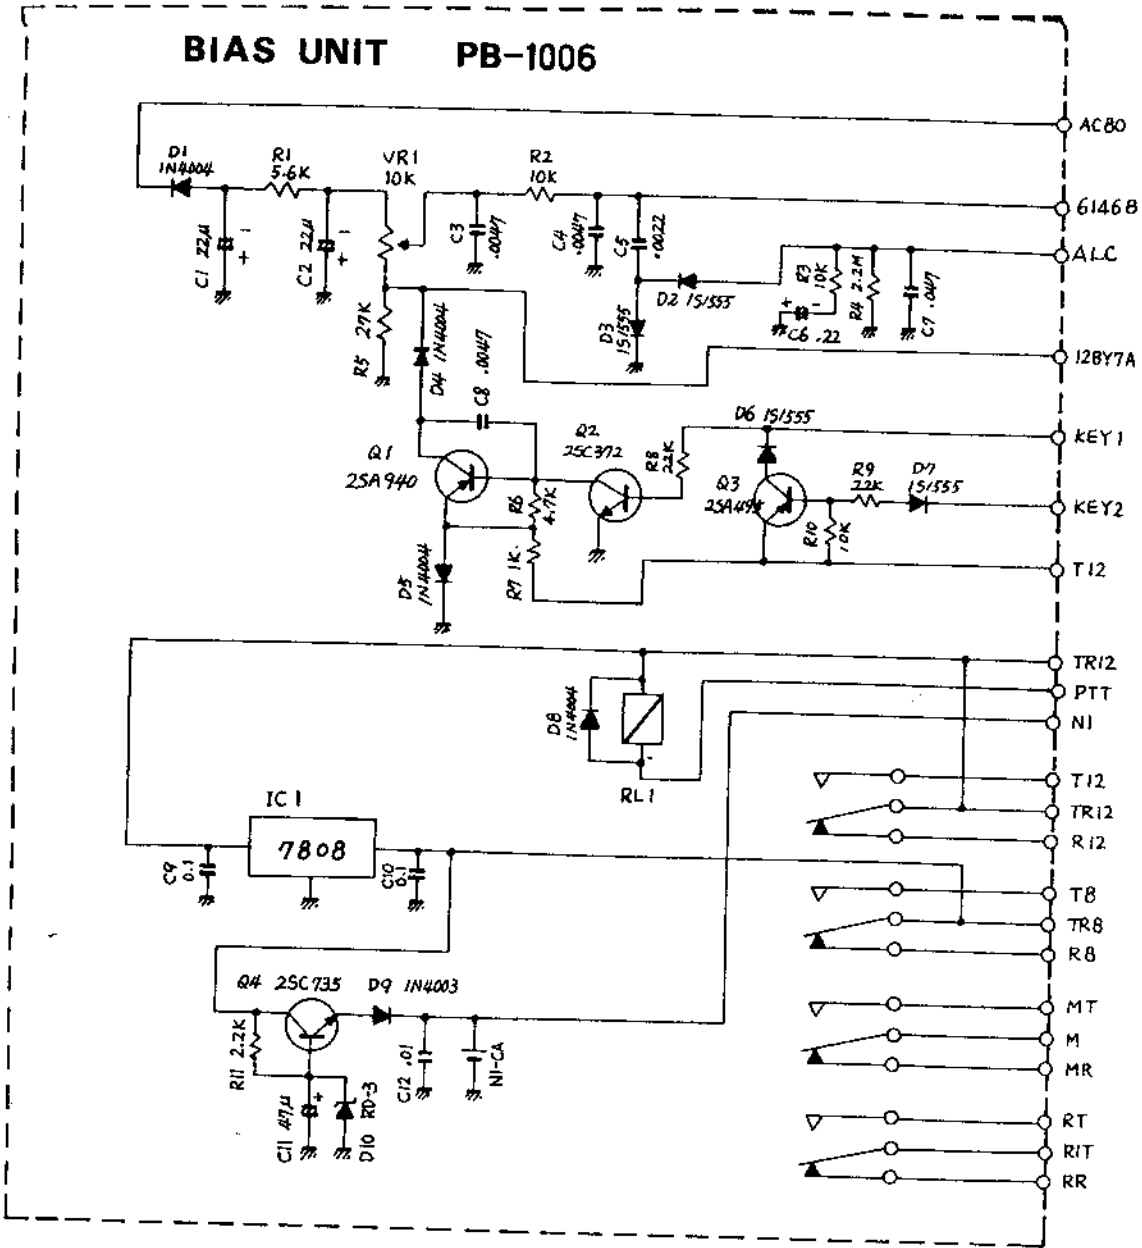 BIAS UNIT PB-1006
AC80
D1
1N4004
R1
5.6K
VR1
10K
R2
10K
6146B
C1 22μ
- +
C2 22μ
- +
C3 .0047
C4 .0047
C5 .0022
ALC
D2 1S1555
R3 10K
R4 2.2M
C7 .047
+ -
C6 .22
D3 1S1555
R5 27K
D4 1N4004
C8 .0047
12BY7A
D6 1S1555
KEY1
Q1
2SA940
Q2
2SC372
R8 22K
Q3
R9
22K
D7
1S1555
KEY2
R6 4.7K
R10 10K
D5 1N4004
R7 1K
T12
TR12
PTT
N1
D8 1N4004
-
RL1
T12
TR12
R12
IC1
7808
C9 0.1
C10 0.1
T8
TR8
R8
Q4 2SC735
D9 1N4003
R11 2.2K
C12 .01
NI-CA
MT
M
MR
C11 47μ
+
D10 RD-3
RT
RIT
RR